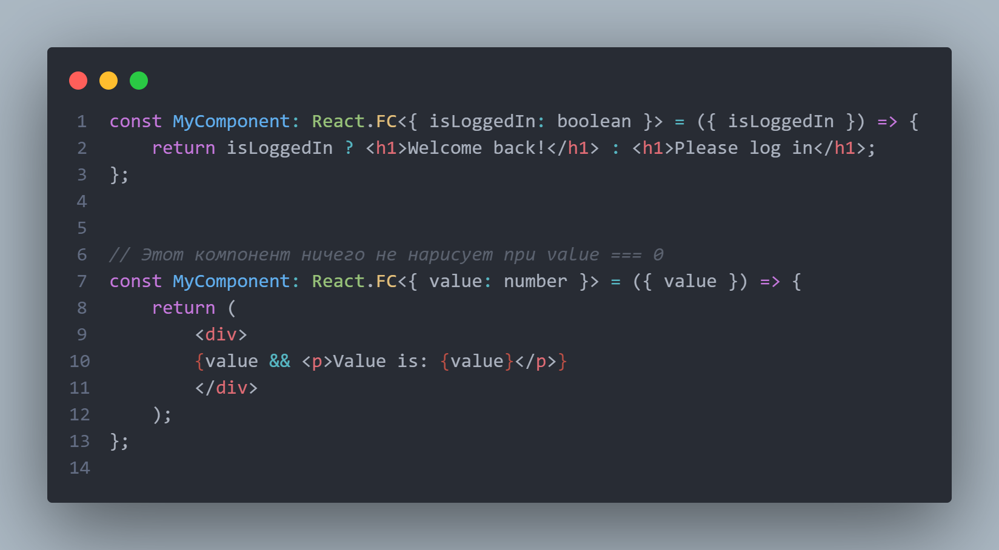 1 const MyComponent: React.FC<{ isLoggedIn: boolean }> = ({ isLoggedIn }) => {
2     return isLoggedIn ? <h1>Welcome back!</h1> : <h1>Please log in</h1>;
3 };
4
5
6 // Этот компонент ничего не нарисует при value === 0
7 const MyComponent: React.FC<{ value: number }> = ({ value }) => {
8     return (
9         <div>
10         {value && <p>Value is: {value}</p>}
11         </div>
12     );
13 };
14